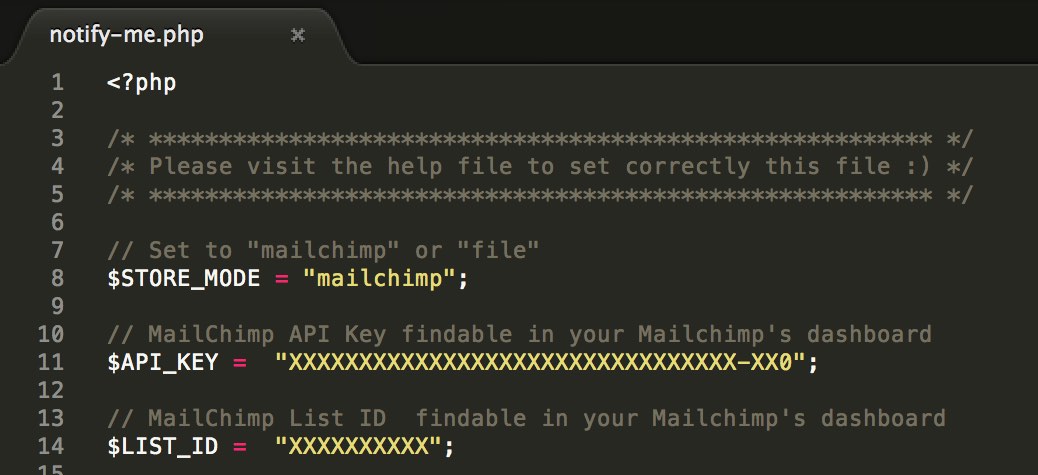 notify-me.php ×
1 <?php
2
3 /* ******************************************************** */
4 /* Please visit the help file to set correctly this file :) */
5 /* ******************************************************** */
6
7 // Set to "mailchimp" or "file"
8 $STORE_MODE = "mailchimp";
9
10 // MailChimp API Key findable in your Mailchimp's dashboard
11 $API_KEY =  "XXXXXXXXXXXXXXXXXXXXXXXXXXXXXXXX-XX0";
12
13 // MailChimp List ID  findable in your Mailchimp's dashboard
14 $LIST_ID =  "XXXXXXXXXX";
15